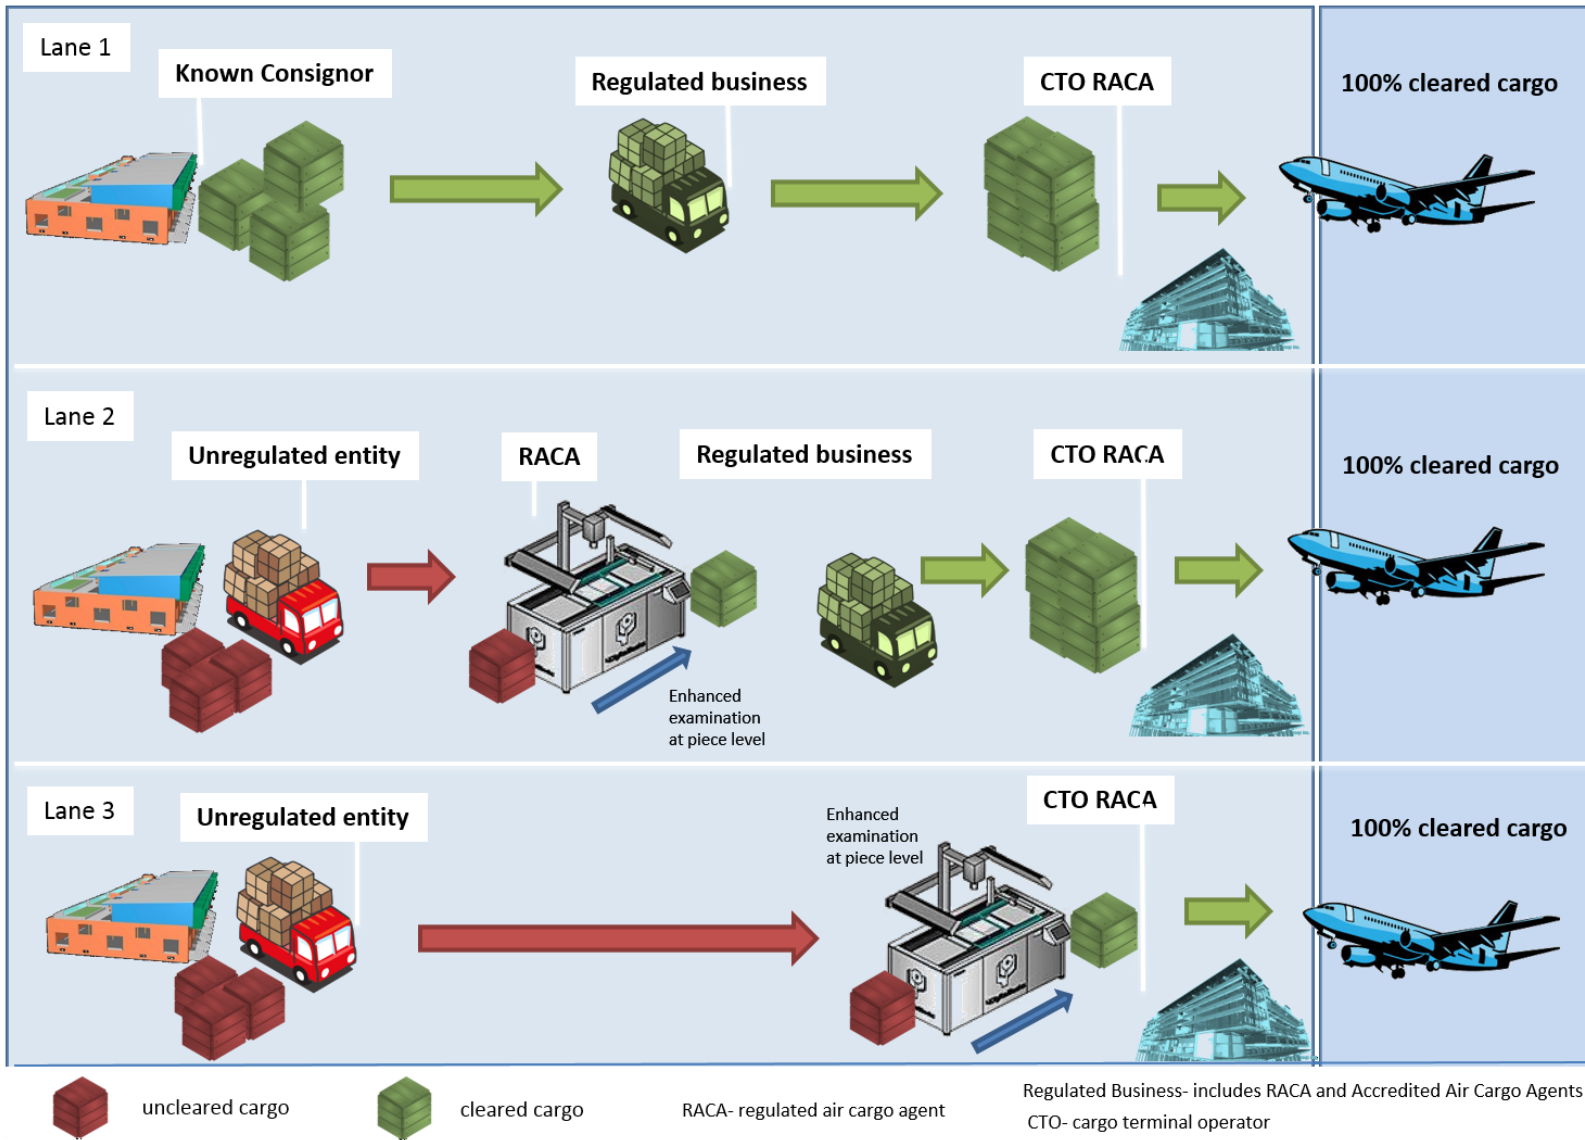 Lane 1
Known Consignor
Regulated business
CTO RACA
100% cleared cargo
Lane 2
Unregulated entity
RACA
Regulated business
CTO RACA
100% cleared cargo
Enhanced
examination
at piece level
Lane 3
Unregulated entity
Enhanced
examination
at piece level
CTO RACA
100% cleared cargo
uncleared cargo
cleared cargo
RACA- regulated air cargo agent
Regulated Business- includes RACA and Accredited Air Cargo Agents
CTO- cargo terminal operator